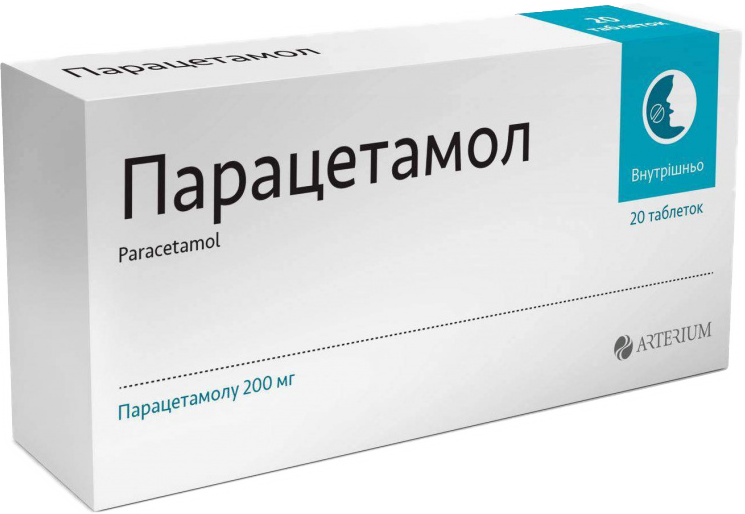 Парацетамол
20
таблеток
Парацетамол
Paracetamol
Внутрішньо
20 таблеток
ARTERIUM
Парацетамолу 200 мг